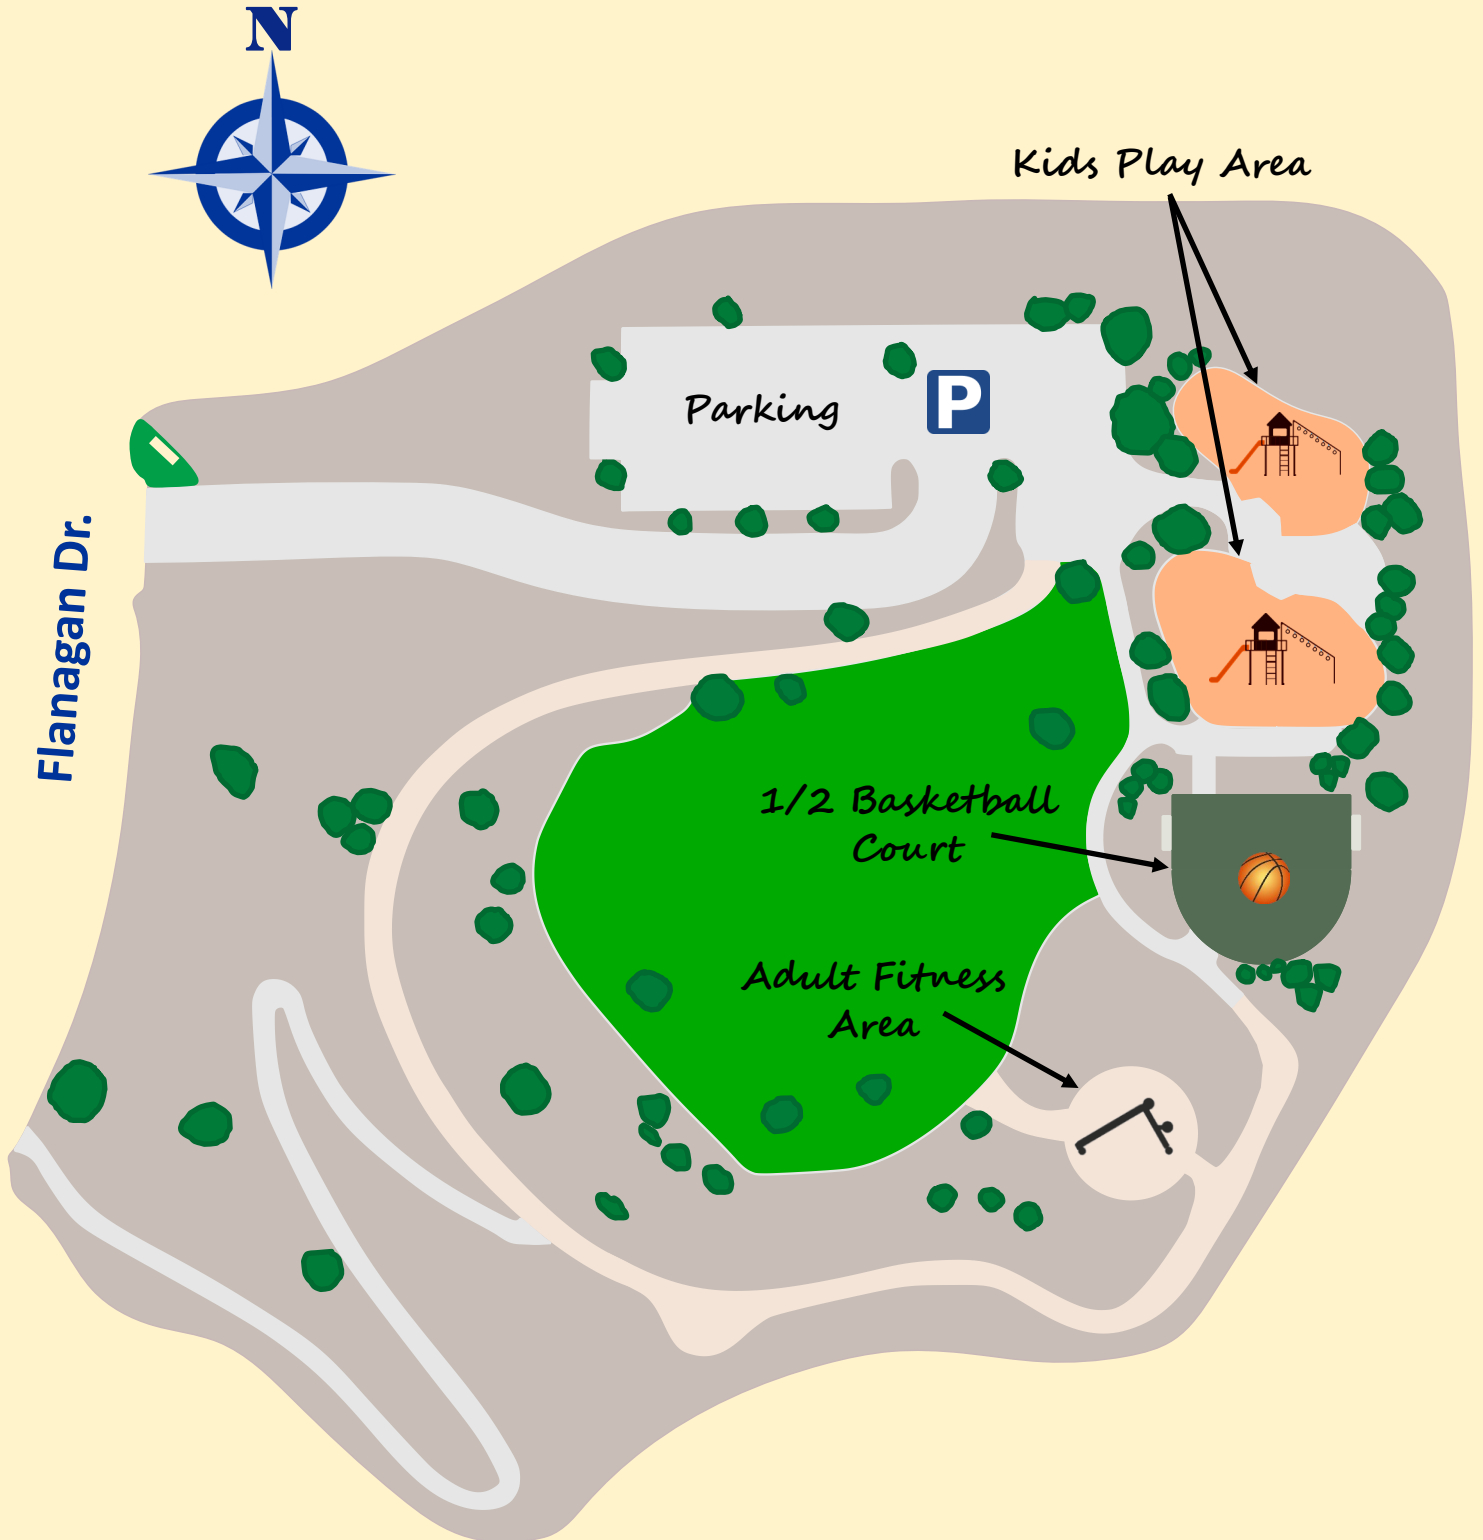 N
Kids Play Area
Parking
P
Flanagan Dr.
1/2 Basketball
Court
Adult Fitness
Area